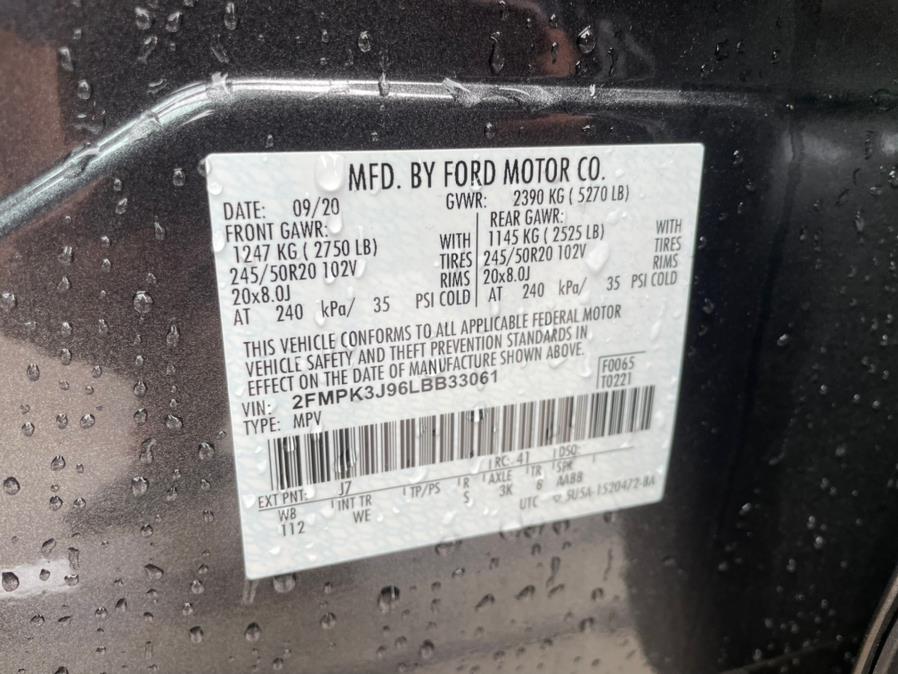 MFD. BY FORD MOTOR CO.
DATE: 09/20 GVWR: 2390 KG ( 5270 LB)
FRONT GAWR: REAR GAWR:
1247 KG ( 2750 LB) WITH 1145 KG ( 2525 LB) WITH
245/50R20 102V TIRES 245/50R20 102V TIRES
20x8.0J RIMS 20x8.0J RIMS
AT 240 kPa/ 35 PSI COLD AT 240 kPa/ 35 PSI COLD
THIS VEHICLE CONFORMS TO ALL APPLICABLE FEDERAL MOTOR
VEHICLE SAFETY AND THEFT PREVENTION STANDARDS IN
EFFECT ON THE DATE OF MANUFACTURE SHOWN ABOVE.
VIN: 2FMPK3J96LBB33061 F0065
TYPE: MPV T0221
EXT PNT: J7 RC: 41 DSO:
WB INT TR TP/PS R AXLE TR SPR
112 WE S 3K 6 AABB
UTC